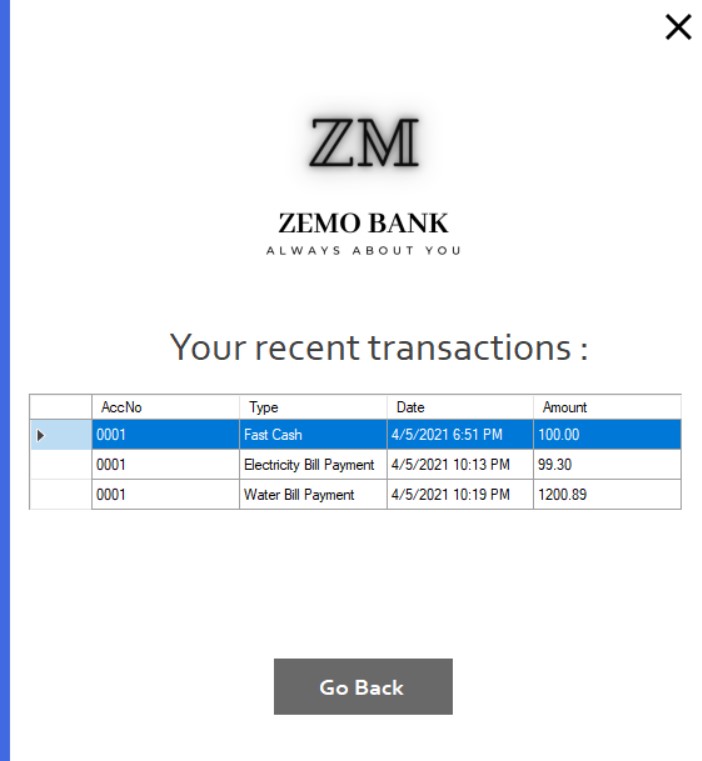 ZM
ZEMO BANK
ALWAYS ABOUT YOU
Your recent transactions :
AccNo Type Date Amount
0001 Fast Cash 4/5/2021 6:51 PM 100.00
0001 Electricity Bill Payment 4/5/2021 10:13 PM 99.30
0001 Water Bill Payment 4/5/2021 10:19 PM 1200.89
Go Back